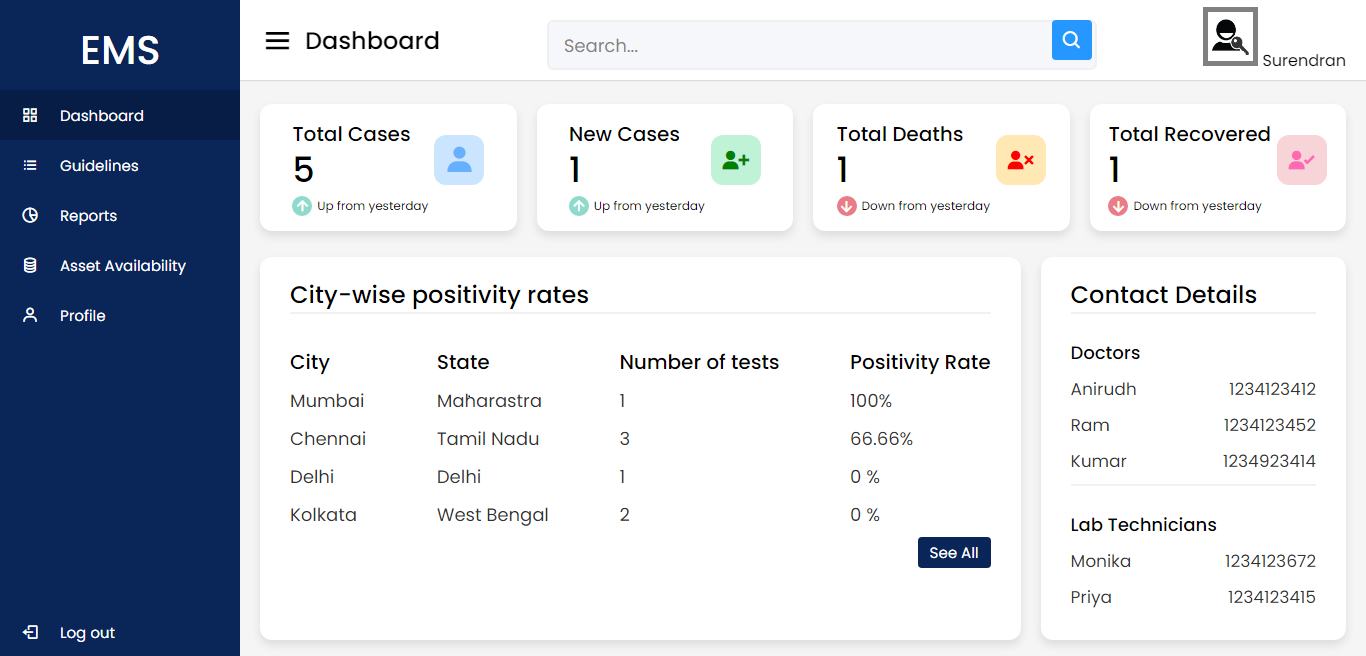 EMS
Dashboard
Guidelines
Reports
Asset Availability
Profile
Log out
Dashboard
Search...
Surendran
Total Cases
5
Up from yesterday
New Cases
1
Up from yesterday
Total Deaths
1
Down from yesterday
Total Recovered
1
Down from yesterday
City-wise positivity rates
City State Number of tests Positivity Rate
Mumbai Maharastra 1 100%
Chennai Tamil Nadu 3 66.66%
Delhi Delhi 1 0 %
Kolkata West Bengal 2 0 %
See All
Contact Details
Doctors
Anirudh 1234123412
Ram 1234123452
Kumar 1234923414
Lab Technicians
Monika 1234123672
Priya 1234123415